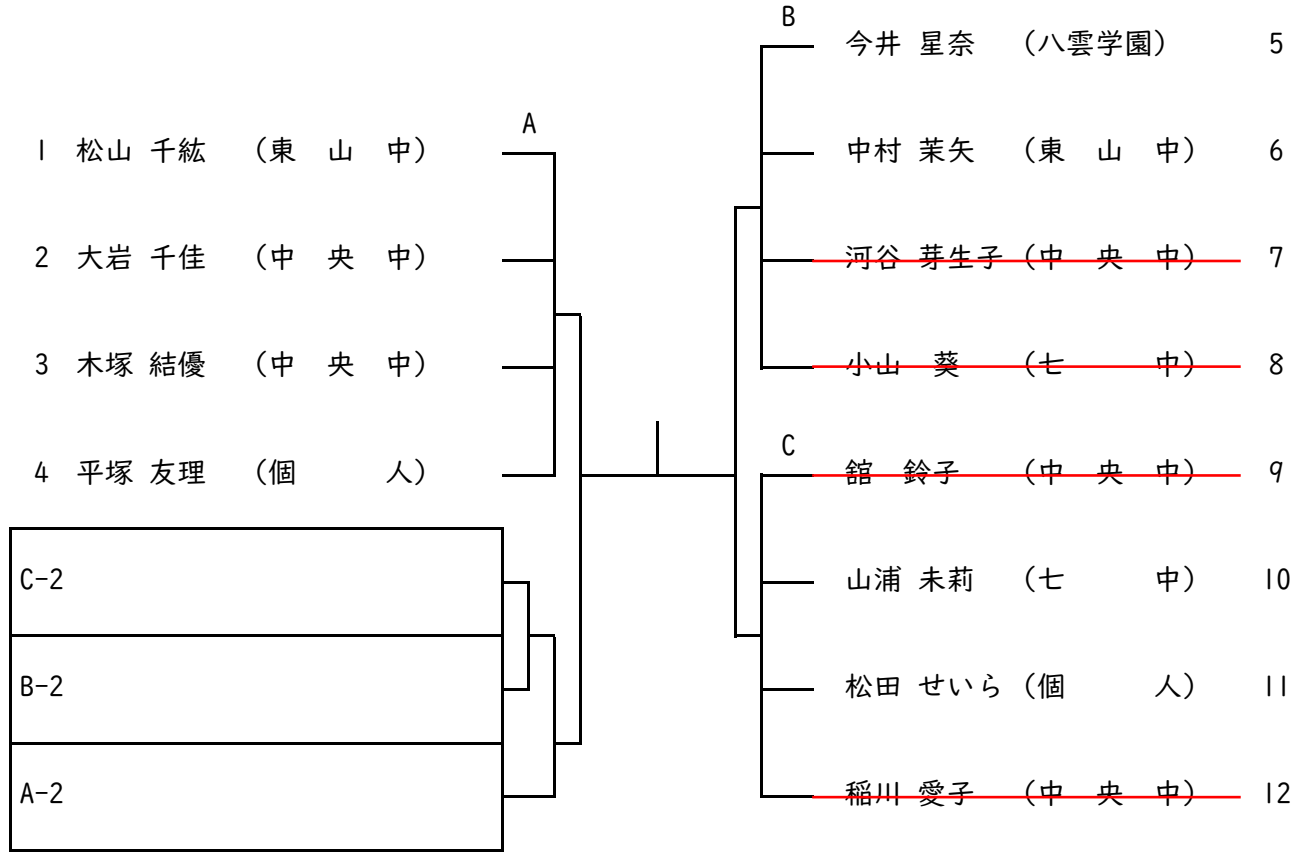 A
1 松山 千紘 (東 山 中)
2 大岩 千佳 (中 央 中)
3 木塚 結優 (中 央 中)
4 平塚 友理 (個 人)
C-2
B-2
A-2
B
今井 星奈 (八雲学園) 5
中村 茉矢 (東 山 中) 6
河谷 芽生子 (中 央 中) 7
小山 葵 (七 中) 8
C
舘 鈴子 (中 央 中) 9
山浦 未莉 (七 中) 10
松田 せいら (個 人) 11
稲川 愛子 (中 央 中) 12